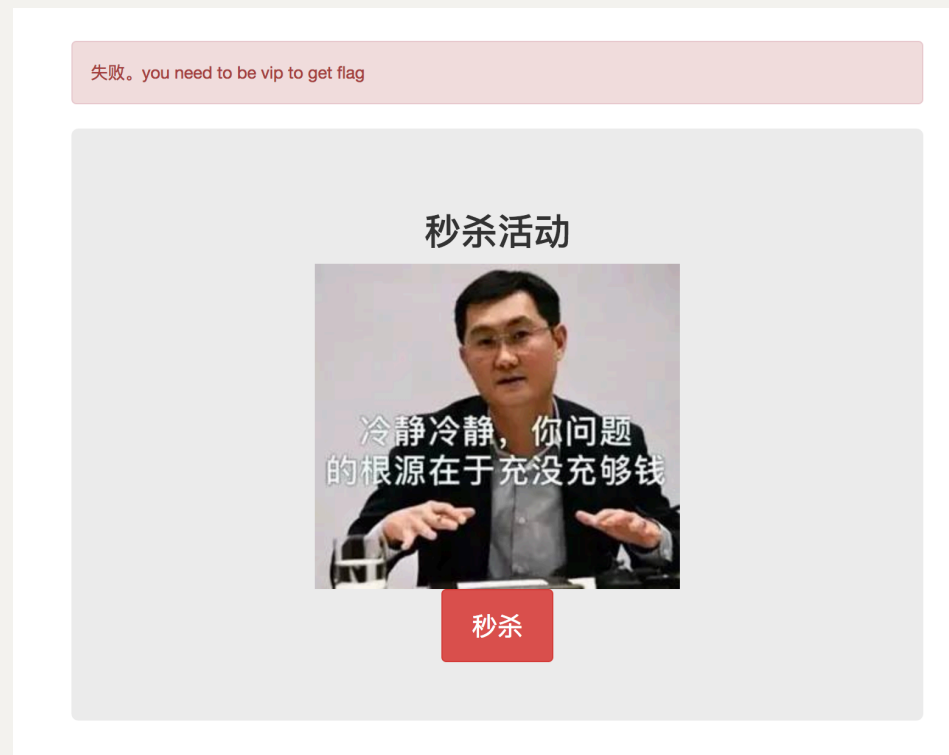 失败。you need to be vip to get flag
秒杀活动
冷静冷静，你问题
的根源在于充没充够钱
秒杀